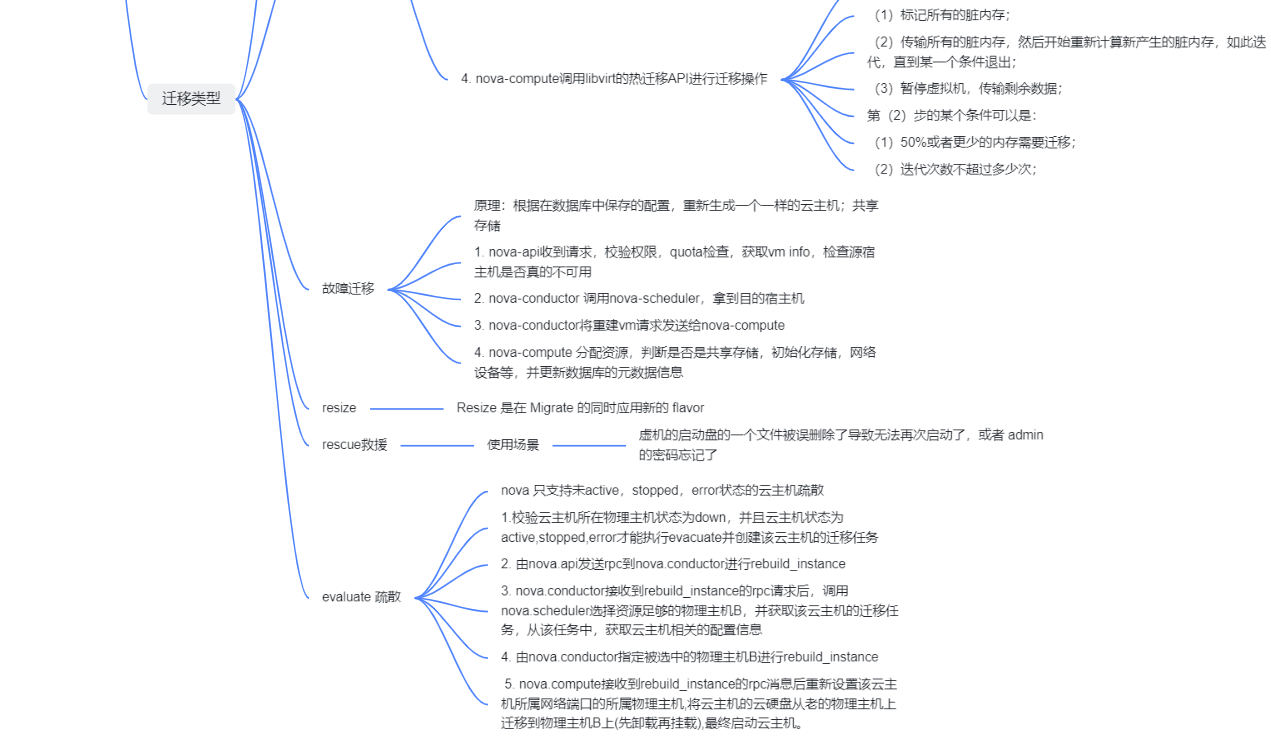 迁移类型
4. nova-compute调用libvirt的热迁移API进行迁移操作
（1）标记所有的脏内存；
（2）传输所有的脏内存，然后开始重新计算新产生的脏内存，如此迭
代，直到某一个条件退出；
（3）暂停虚拟机，传输剩余数据；
第（2）步的某个条件可以是：
（1）50%或者更少的内存需要迁移；
（2）迭代次数不超过多少次；
故障迁移
原理：根据在数据库中保存的配置，重新生成一个一样的云主机；共享
存储
1. nova-api收到请求，校验权限，quota检查，获取vm info，检查源宿
主机是否真的不可用
2. nova-conductor 调用nova-scheduler，拿到目的宿主机
3. nova-conductor将重建vm请求发送给nova-compute
4. nova-compute 分配资源，判断是否是共享存储，初始化存储，网络
设备等，并更新数据库的元数据信息
resize
Resize 是在 Migrate 的同时应用新的 flavor
rescue救援
使用场景
虚机的启动盘的一个文件被误删除了导致无法再次启动了，或者 admin
的密码忘记了
evaluate 疏散
nova 只支持未active，stopped，error状态的云主机疏散
1.校验云主机所在物理主机状态为down，并且云主机状态为
active,stopped,error才能执行evacuate并创建该云主机的迁移任务
2. 由nova.api发送rpc到nova.conductor进行rebuild_instance
3. nova.conductor接收到rebuild_instance的rpc请求后，调用
nova.scheduler选择资源足够的物理主机B，并获取该云主机的迁移任
务，从该任务中，获取云主机相关的配置信息
4. 由nova.conductor指定被选中的物理主机B进行rebuild_instance
5. nova.compute接收到rebuild_instance的rpc消息后重新设置该云主
机所属网络端口的所属物理主机,将云主机的云硬盘从老的物理主机上
迁移到物理主机B上(先卸载再挂载),最终启动云主机。